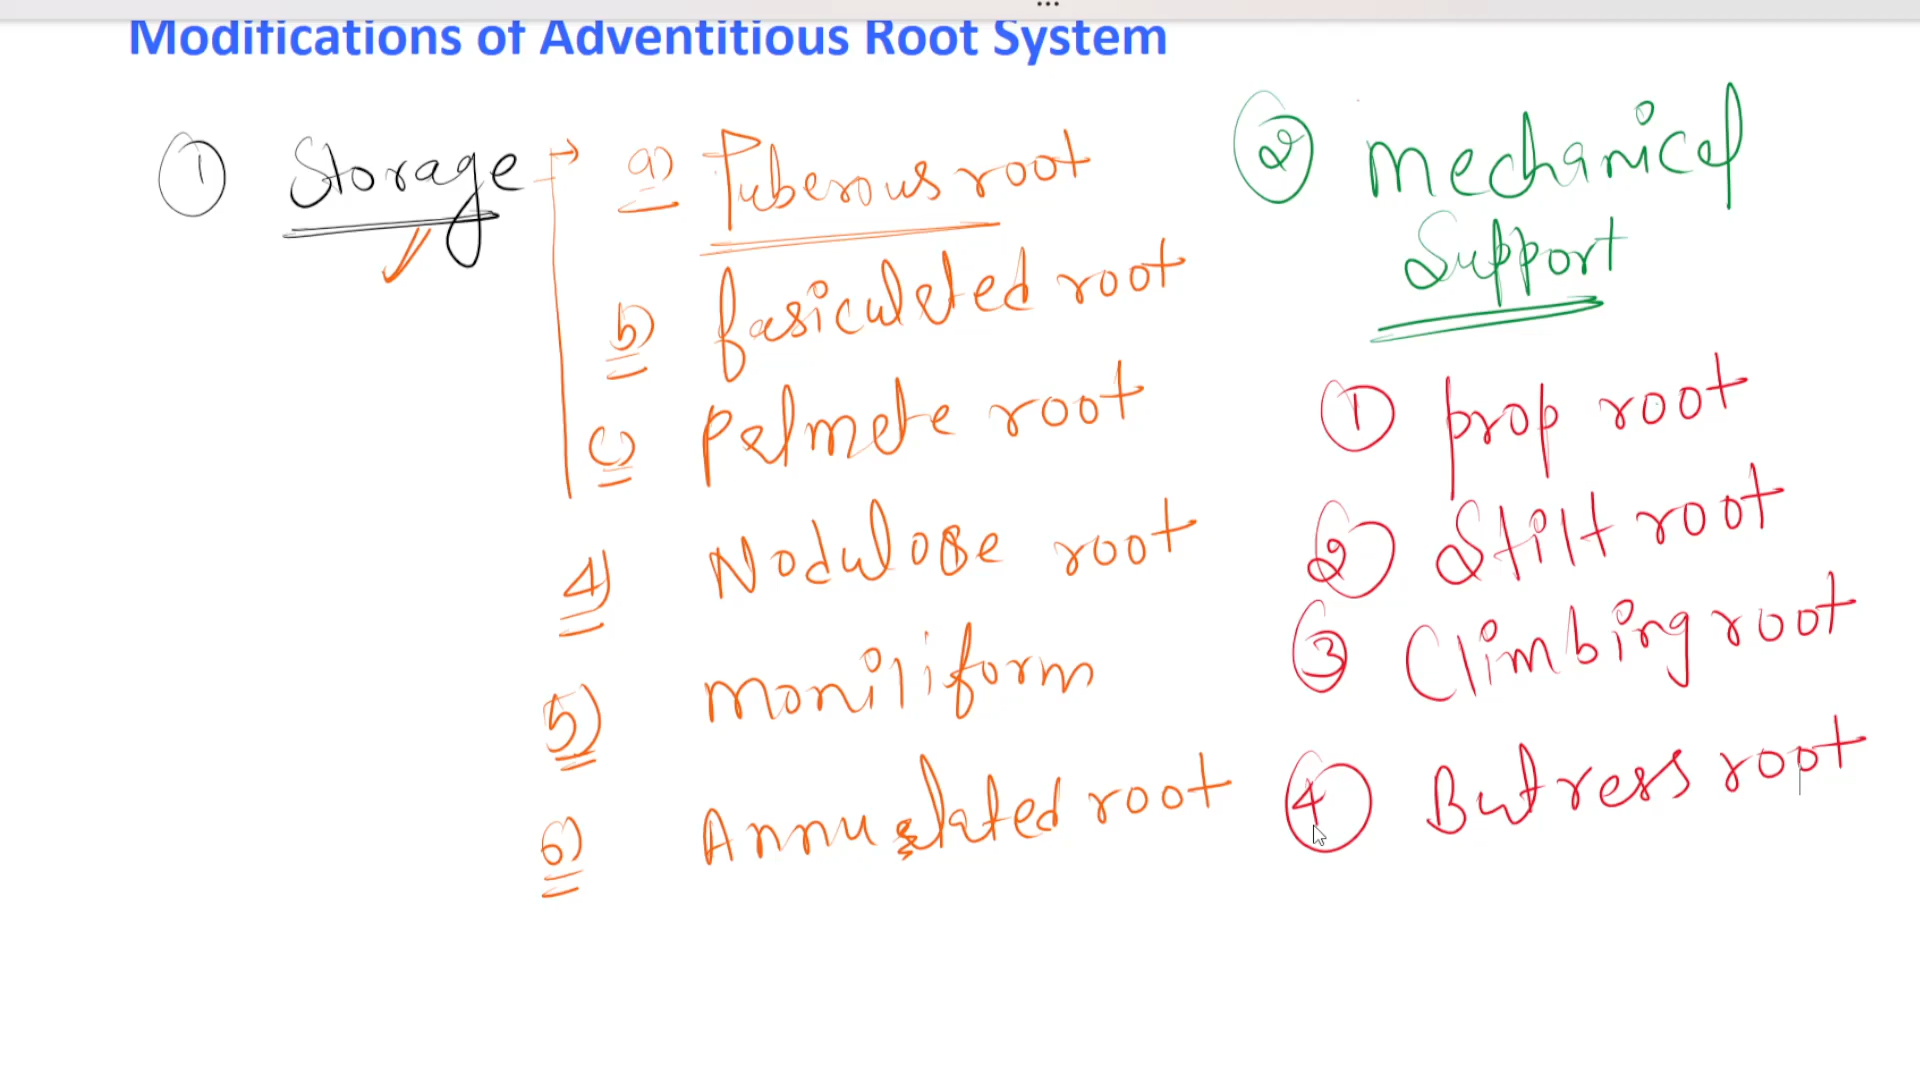 ...
Modifications of Adventitious Root System
1 Storage → a) Tuberous root
b) fasiculated root
c) Palmate root
4) Nodulose root
5) moniliform
6) Annulated root
2 Mechanical
Support
1 prop root
2 Stilt root
3 Climbing root
4 Butress root